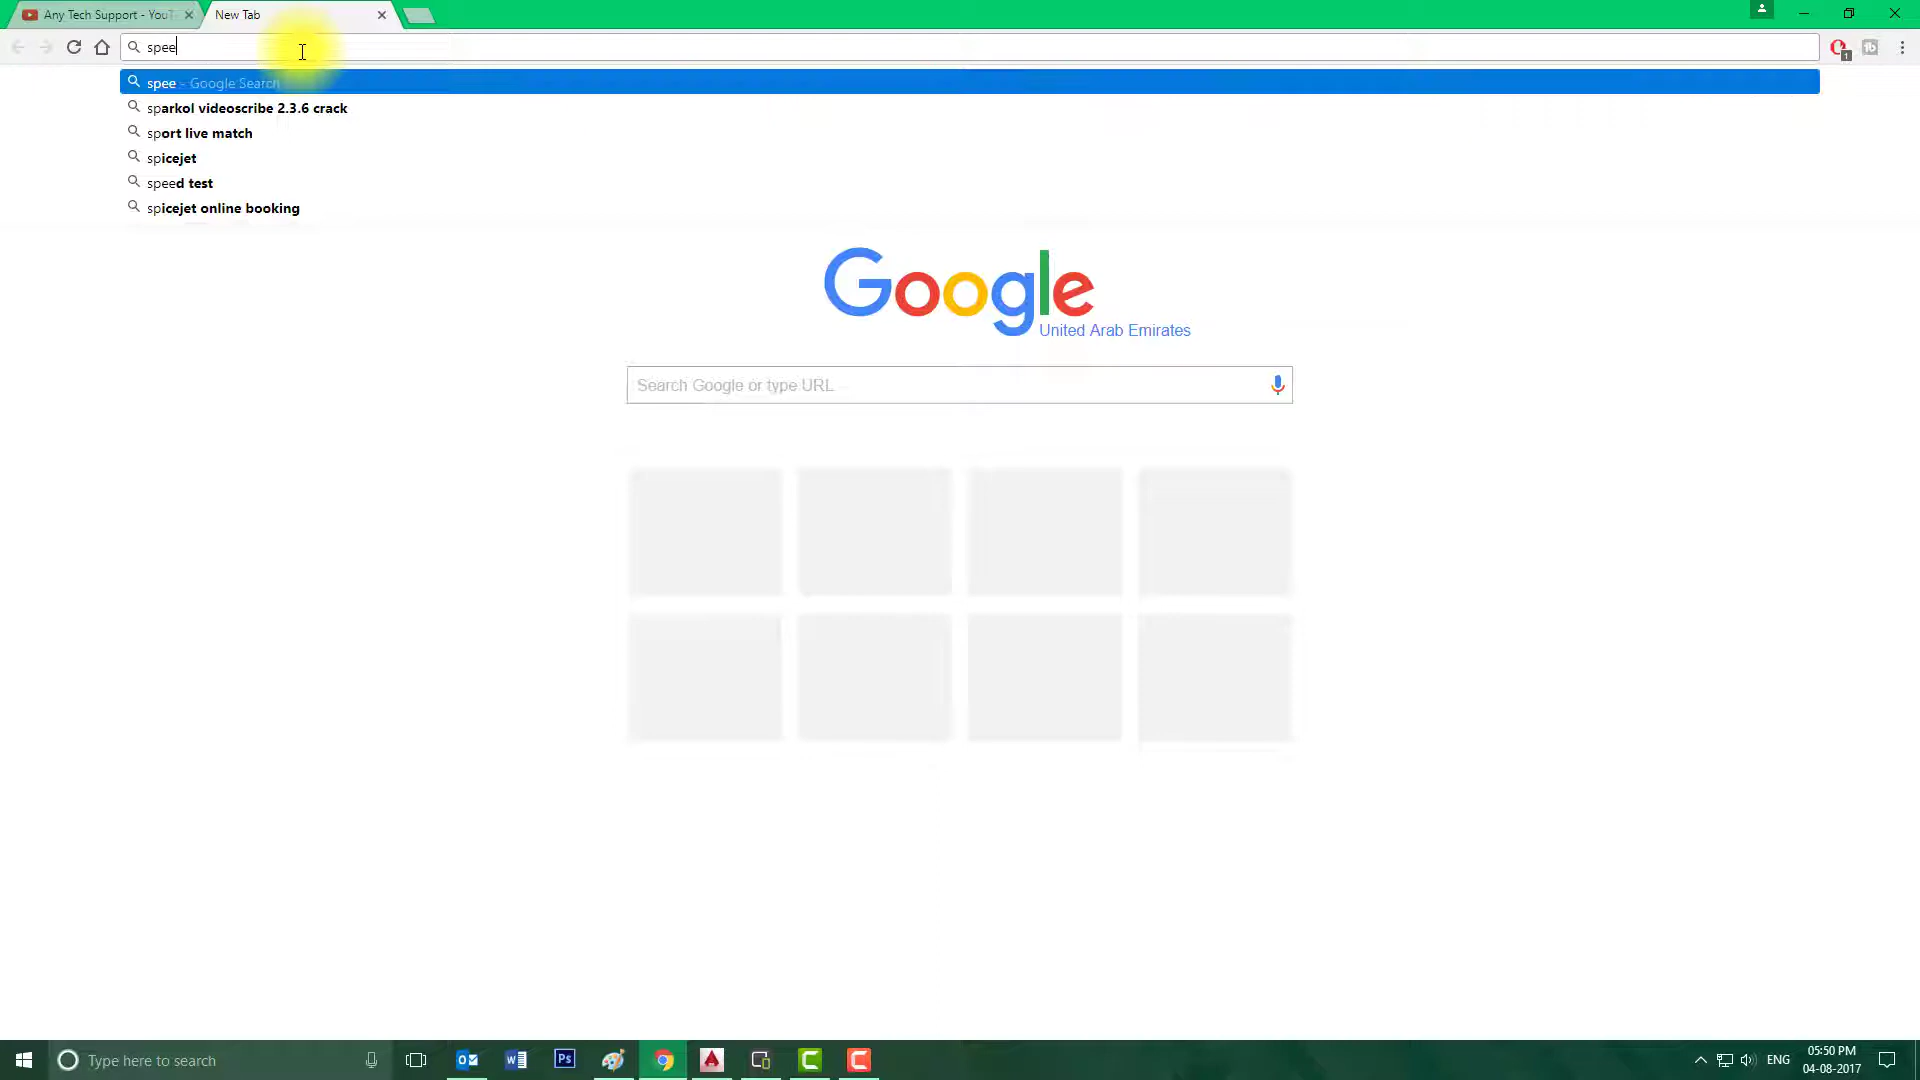 Any Tech Support - YouT
New Tab
spee
spee - Google Search
sparkol videoscribe 2.3.6 crack
sport live match
spicejet
speed test
spicejet online booking
Google
United Arab Emirates
Search Google or type URL
Type here to search
Ps
ENG
05:50 PM
04-08-2017